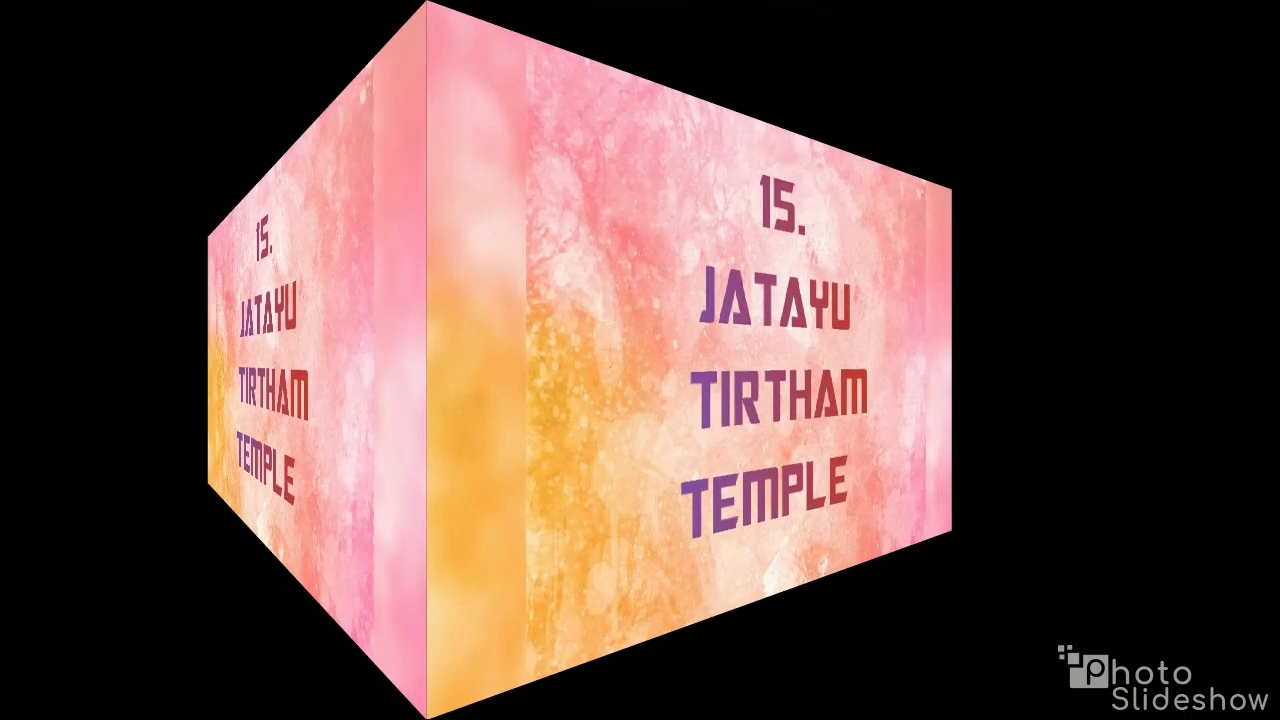 15.
JATAYU
TIRTHAM
TEMPLE
15.
JATAYU
TIRTHAM
TEMPLE
Photo
Slideshow